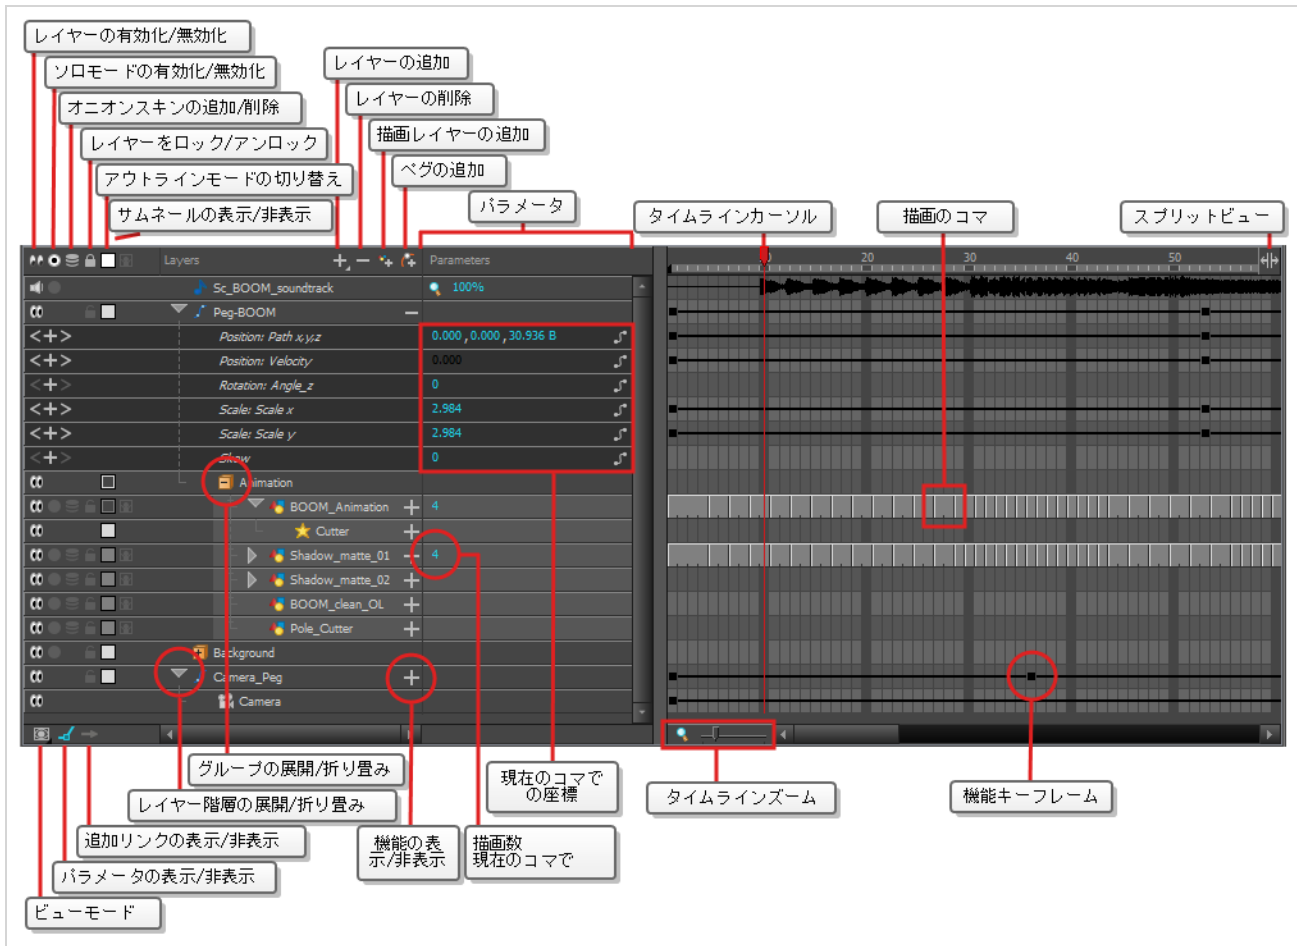 レイヤーの有効化/無効化
ソロモードの有効化/無効化
オニオンスキンの追加/削除
レイヤーをロック/アンロック
アウトラインモードの切り替え
サムネールの表示/非表示
レイヤーの追加
レイヤーの削除
描画レイヤーの追加
ペグの追加
パラメータ
タイムラインカーソル
描画のコマ
スプリットビュー
Layers
Parameters
10
20
30
40
50
Sc_BOOM_soundtrack
100%
Peg-BOOM
Position: Path x,y,z
0.000 , 0.000 , 30.936 B
Position: Velocity
0.000
Rotation: Angle_z
0
Scale: Scale x
2.984
Scale: Scale y
2.984
Skew
0
Animation
BOOM_Animation
4
Cutter
Shadow_matte_01
4
Shadow_matte_02
BOOM_clean_OL
Pole_Cutter
Background
Camera_Peg
Camera
グループの展開/折り畳み
レイヤー階層の展開/折り畳み
追加リンクの表示/非表示
パラメータの表示/非表示
ビューモード
機能の表
示/非表示
描画数
現在のコマで
現在のコマで
の座標
タイムラインズーム
機能キーフレーム